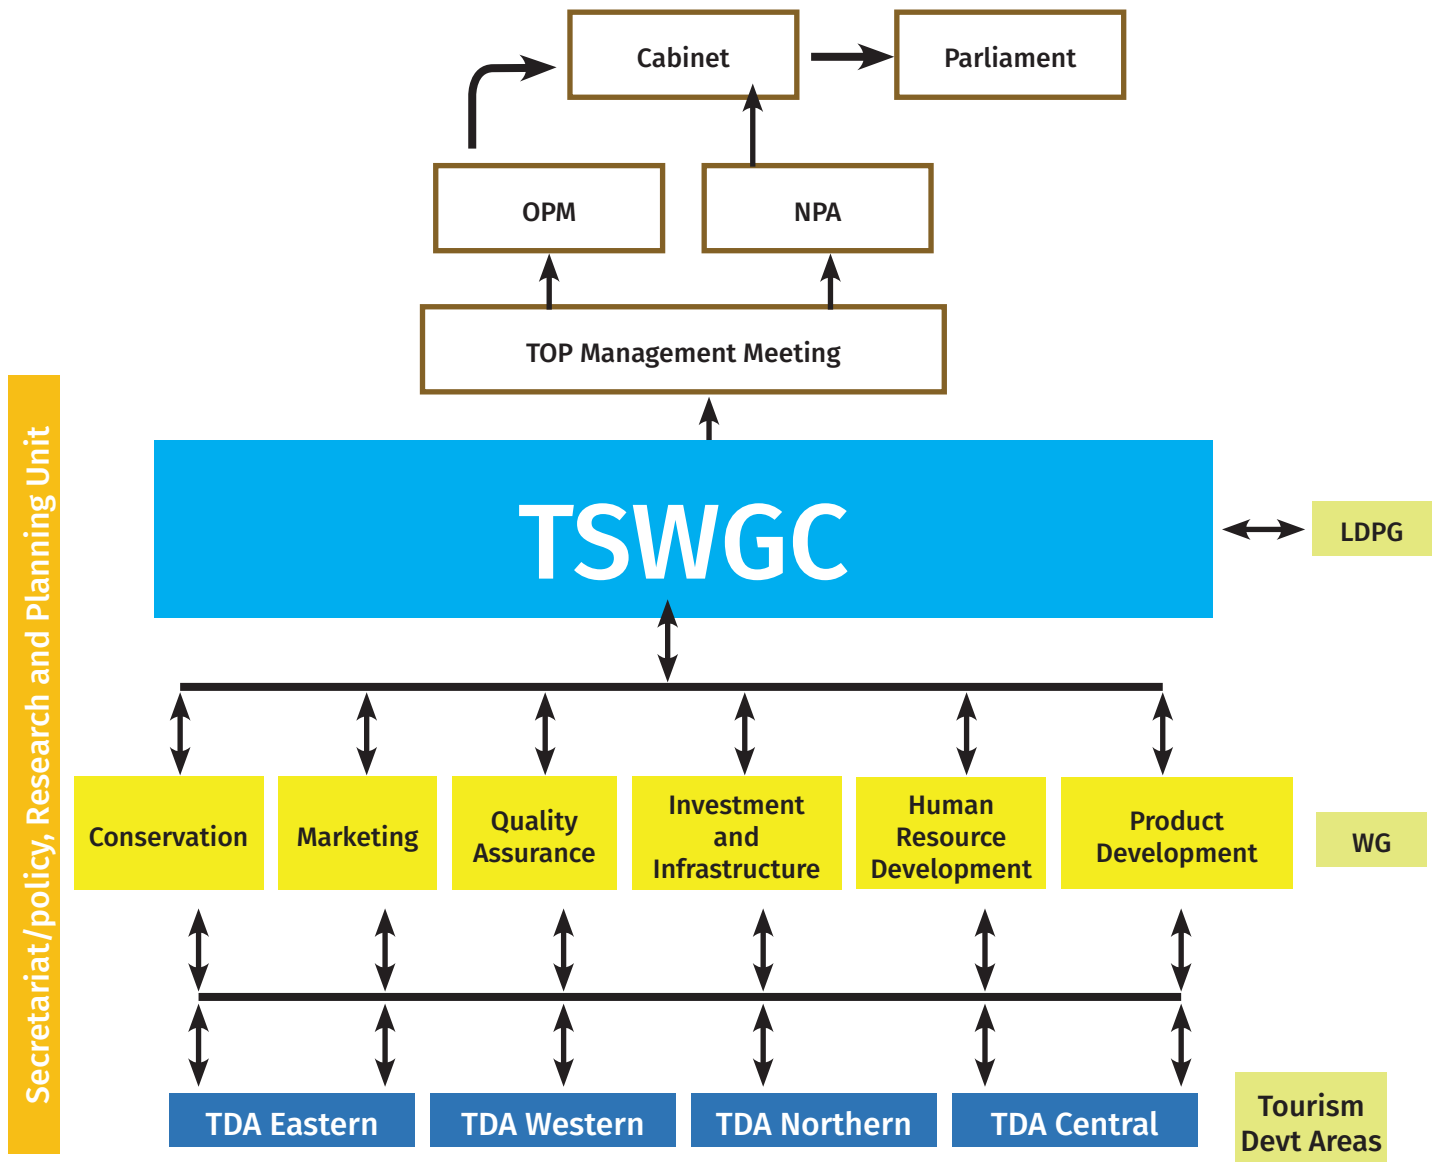 Cabinet
Parliament
OPM
NPA
TOP Management Meeting
Secretariat/policy, Research and Planning Unit
TSWGC
LDPG
Conservation
Marketing
Quality
Assurance
Investment
and
Infrastructure
Human
Resource
Development
Product
Development
WG
TDA Eastern
TDA Western
TDA Northern
TDA Central
Tourism
Devt Areas